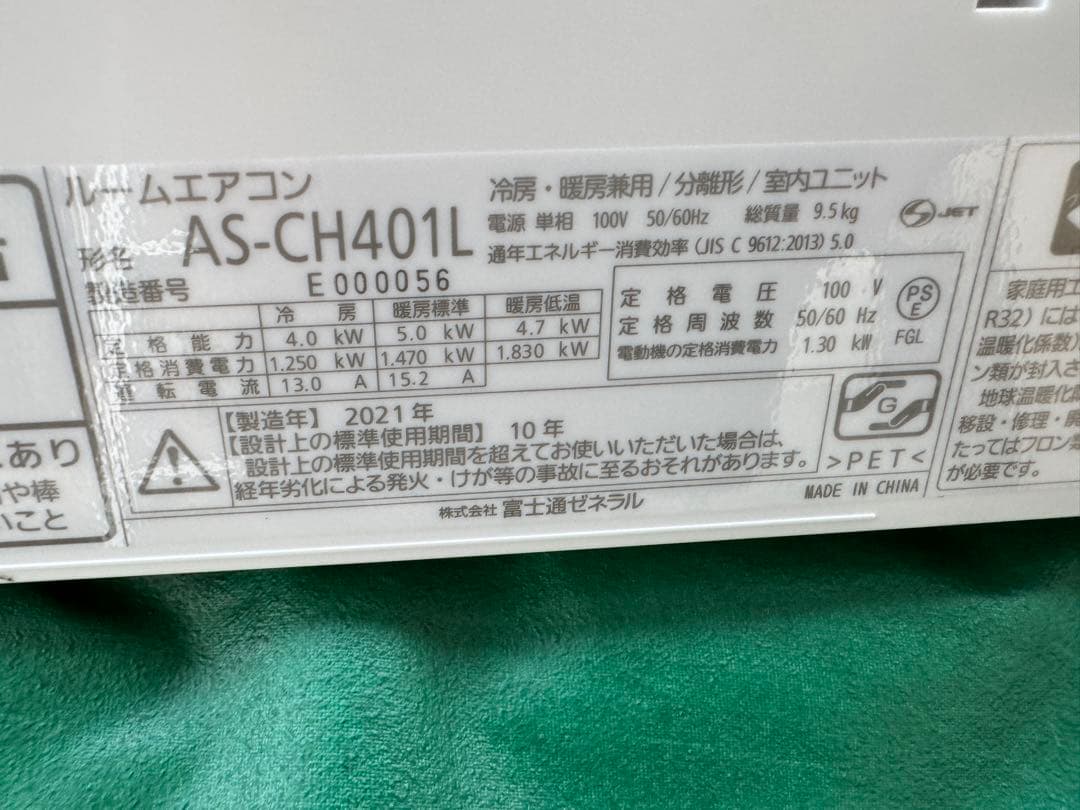 ルームエアコン
冷房・暖房兼用/分離形/室内ユニット
形名 AS-CH401L
電源 単相 100V 50/60Hz 総質量 9.5kg
JET
通年エネルギー消費効率 (JIS C 9612:2013) 5.0
製造番号 E000056
冷房 暖房標準 暖房低温
定格能力 4.0 kW 5.0 kW 4.7 kW
定格消費電力 1.250 kW 1.470 kW 1.830 kW
運転電流 13.0 A 15.2 A
定格電圧 100 V
定格周波数 50/60 Hz
電動機の定格消費電力 1.30 kW
PS
E
FGL
【製造年】 2021年
【設計上の標準使用期間】 10年
設計上の標準使用期間を超えてお使いいただいた場合は、
経年劣化による発火・けが等の事故に至るおそれがあります。
G
>PET<
MADE IN CHINA
株式会社 富士通ゼネラル
あり
や棒
いこと
家庭用エ
R32)には
温暖化係数)
ン類が封入さ
地球温暖化
移設・修理・
たってはフロン
が必要です。